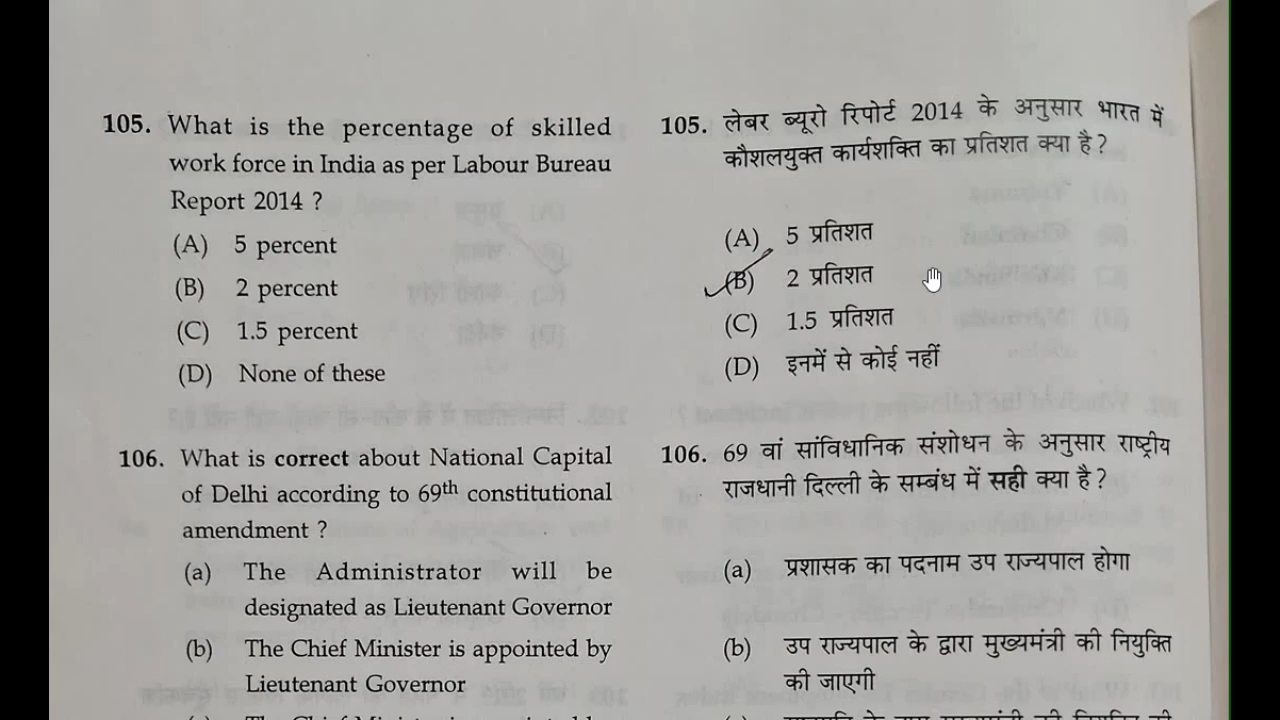 105. What is the percentage of skilled
work force in India as per Labour Bureau
Report 2014 ?
(A) 5 percent
(B) 2 percent
(C) 1.5 percent
(D) None of these
106. What is correct about National Capital
of Delhi according to 69th constitutional
amendment ?
(a) The Administrator will be
designated as Lieutenant Governor
(b) The Chief Minister is appointed by
Lieutenant Governor
105. लेबर ब्यूरो रिपोर्ट 2014 के अनुसार भारत में
कौशलयुक्त कार्यशक्ति का प्रतिशत क्या है?
(A) 5 प्रतिशत
(B) 2 प्रतिशत
(C) 1.5 प्रतिशत
(D) इनमें से कोई नहीं
106. 69 वां सांविधानिक संशोधन के अनुसार राष्ट्रीय
राजधानी दिल्ली के सम्बंध में सही क्या है?
(a) प्रशासक का पदनाम उप राज्यपाल होगा
(b) उप राज्यपाल के द्वारा मुख्यमंत्री की नियुक्ति
की जाएगी